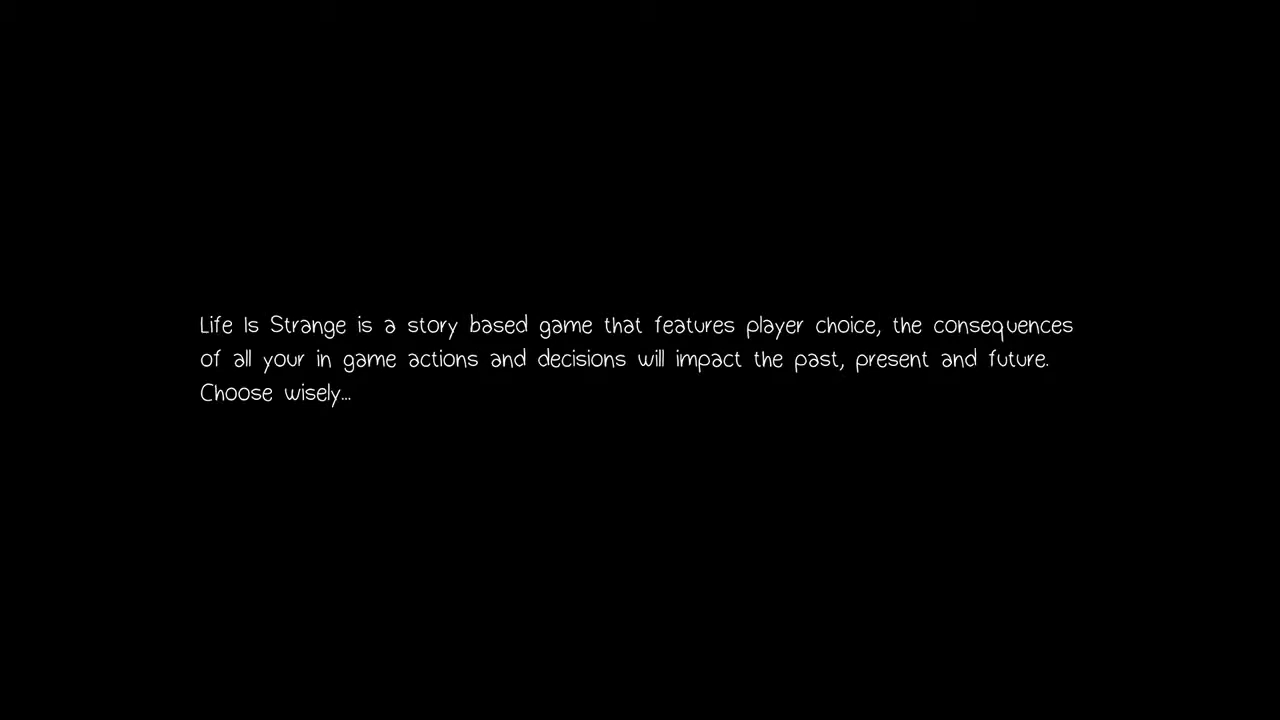 Life Is Strange is a story based game that features player choice, the consequences
of all your in game actions and decisions will impact the past, present and future.
Choose wisely...